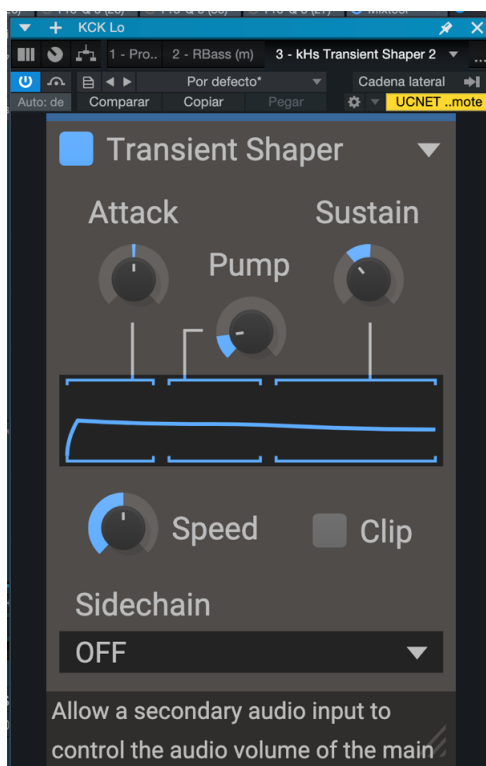 KCK Lo
1 - Pro.. 2 - RBass (m) 3 - kHs Transient Shaper 2 ...
Por defecto* Cadena lateral
Auto: de Comparar Copiar Pegar UCNET ..mote
Transient Shaper
Attack Sustain
Pump
Speed Clip
Sidechain
OFF
Allow a secondary audio input to
control the audio volume of the main